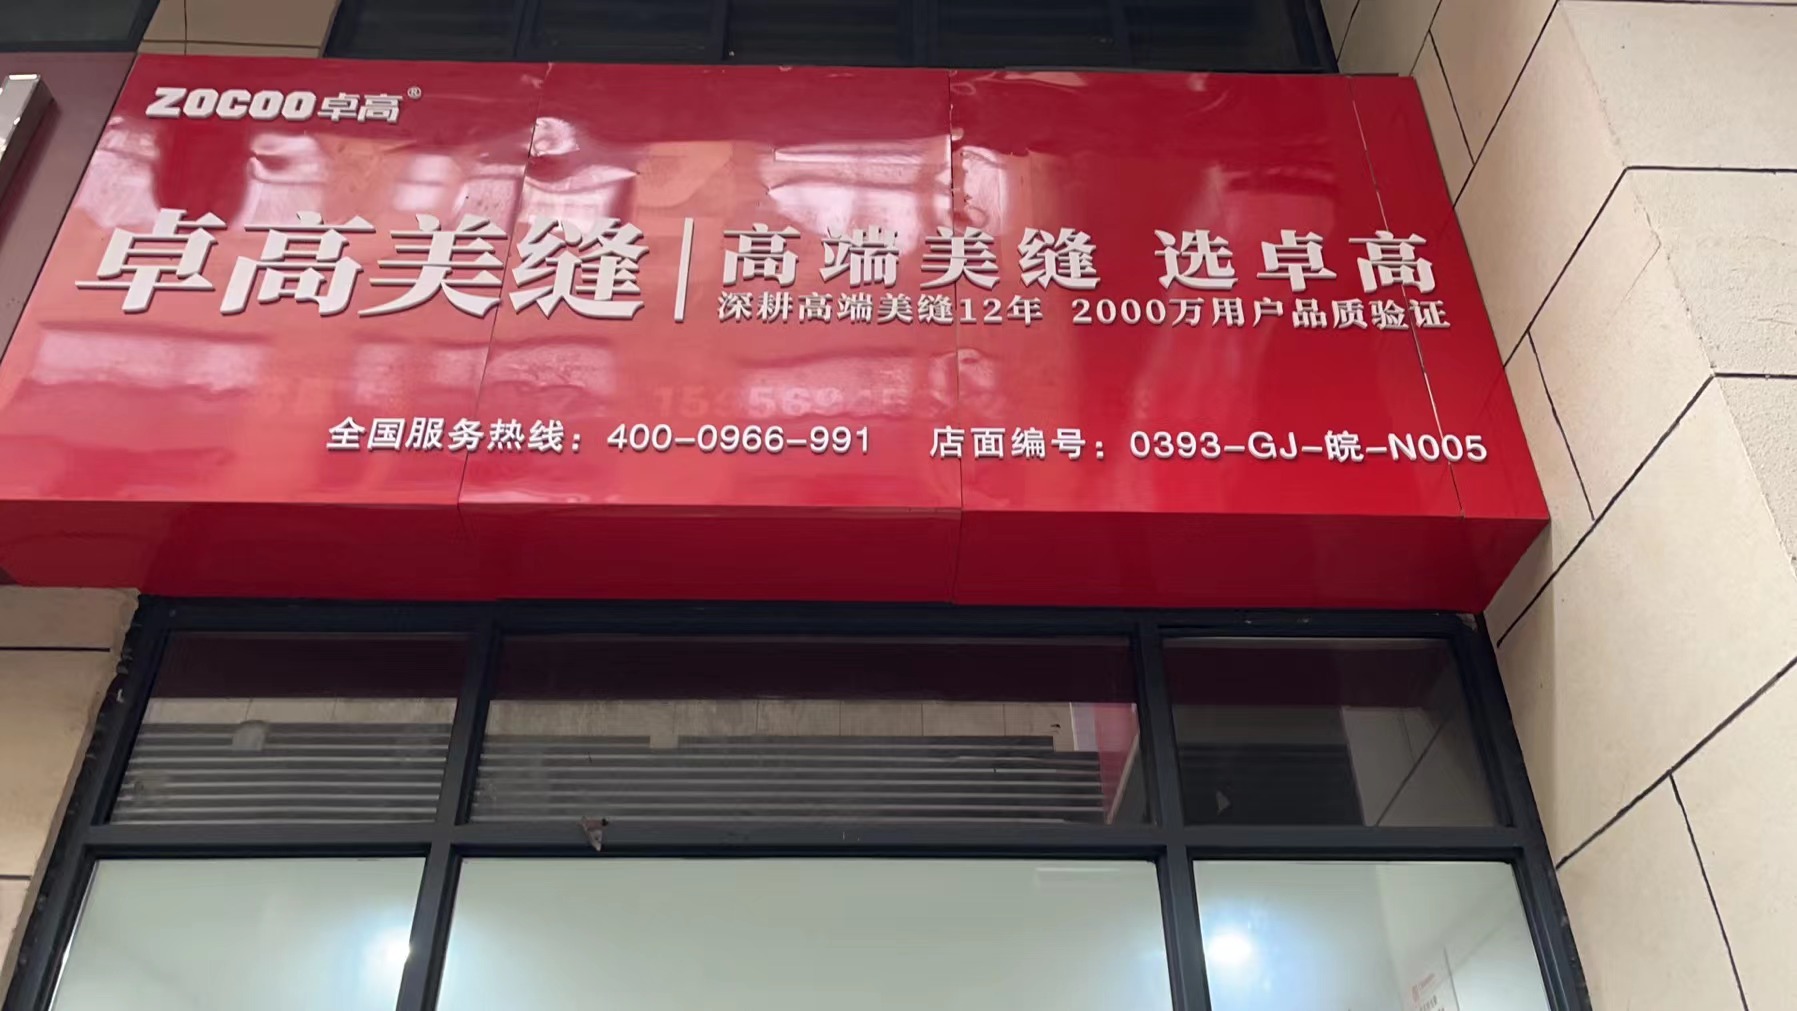 ZOCOO卓高®
卓高美缝 | 高端美缝 选卓高
深耕高端美缝12年 2000万用户品质验证
全国服务热线：400-0966-991 店面编号：0393-GJ-皖-N005